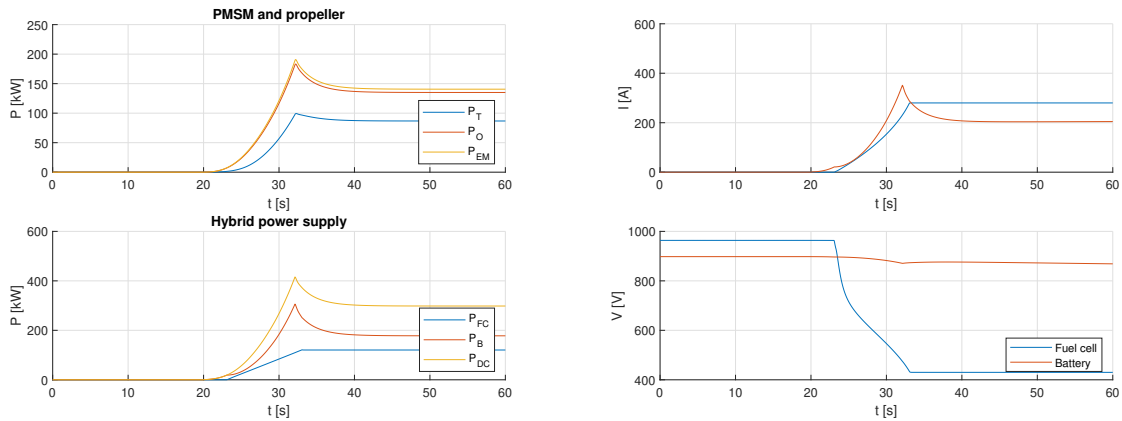 PMSM and propeller
250
200
150
100
50
0
P [kW]
P_T
P_O
P_EM
0 10 20 30 40 50 60
t [s]
600
400
200
0
I [A]
0 10 20 30 40 50 60
t [s]
Hybrid power supply
600
400
200
0
P [kW]
P_FC
P_B
P_DC
0 10 20 30 40 50 60
t [s]
1000
800
600
400
V [V]
Fuel cell
Battery
0 10 20 30 40 50 60
t [s]